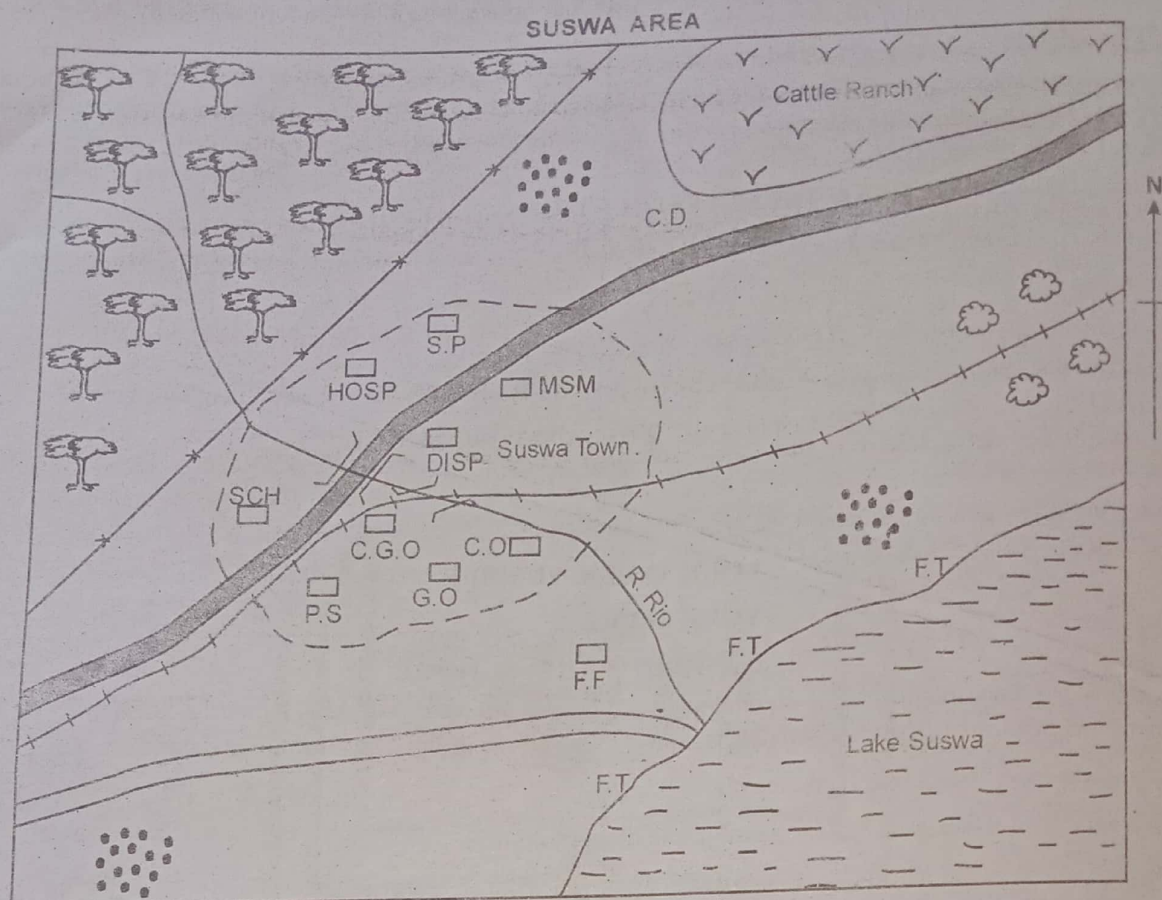 SUSWA AREA
Cattle Ranch
N
C.D
S.P
HOSP
MSM
DISP
Suswa Town
SCH
C.G.O
C.O
F.T
G.O
P.S
R. Rio
F.T
F.F
Lake Suswa
F.T